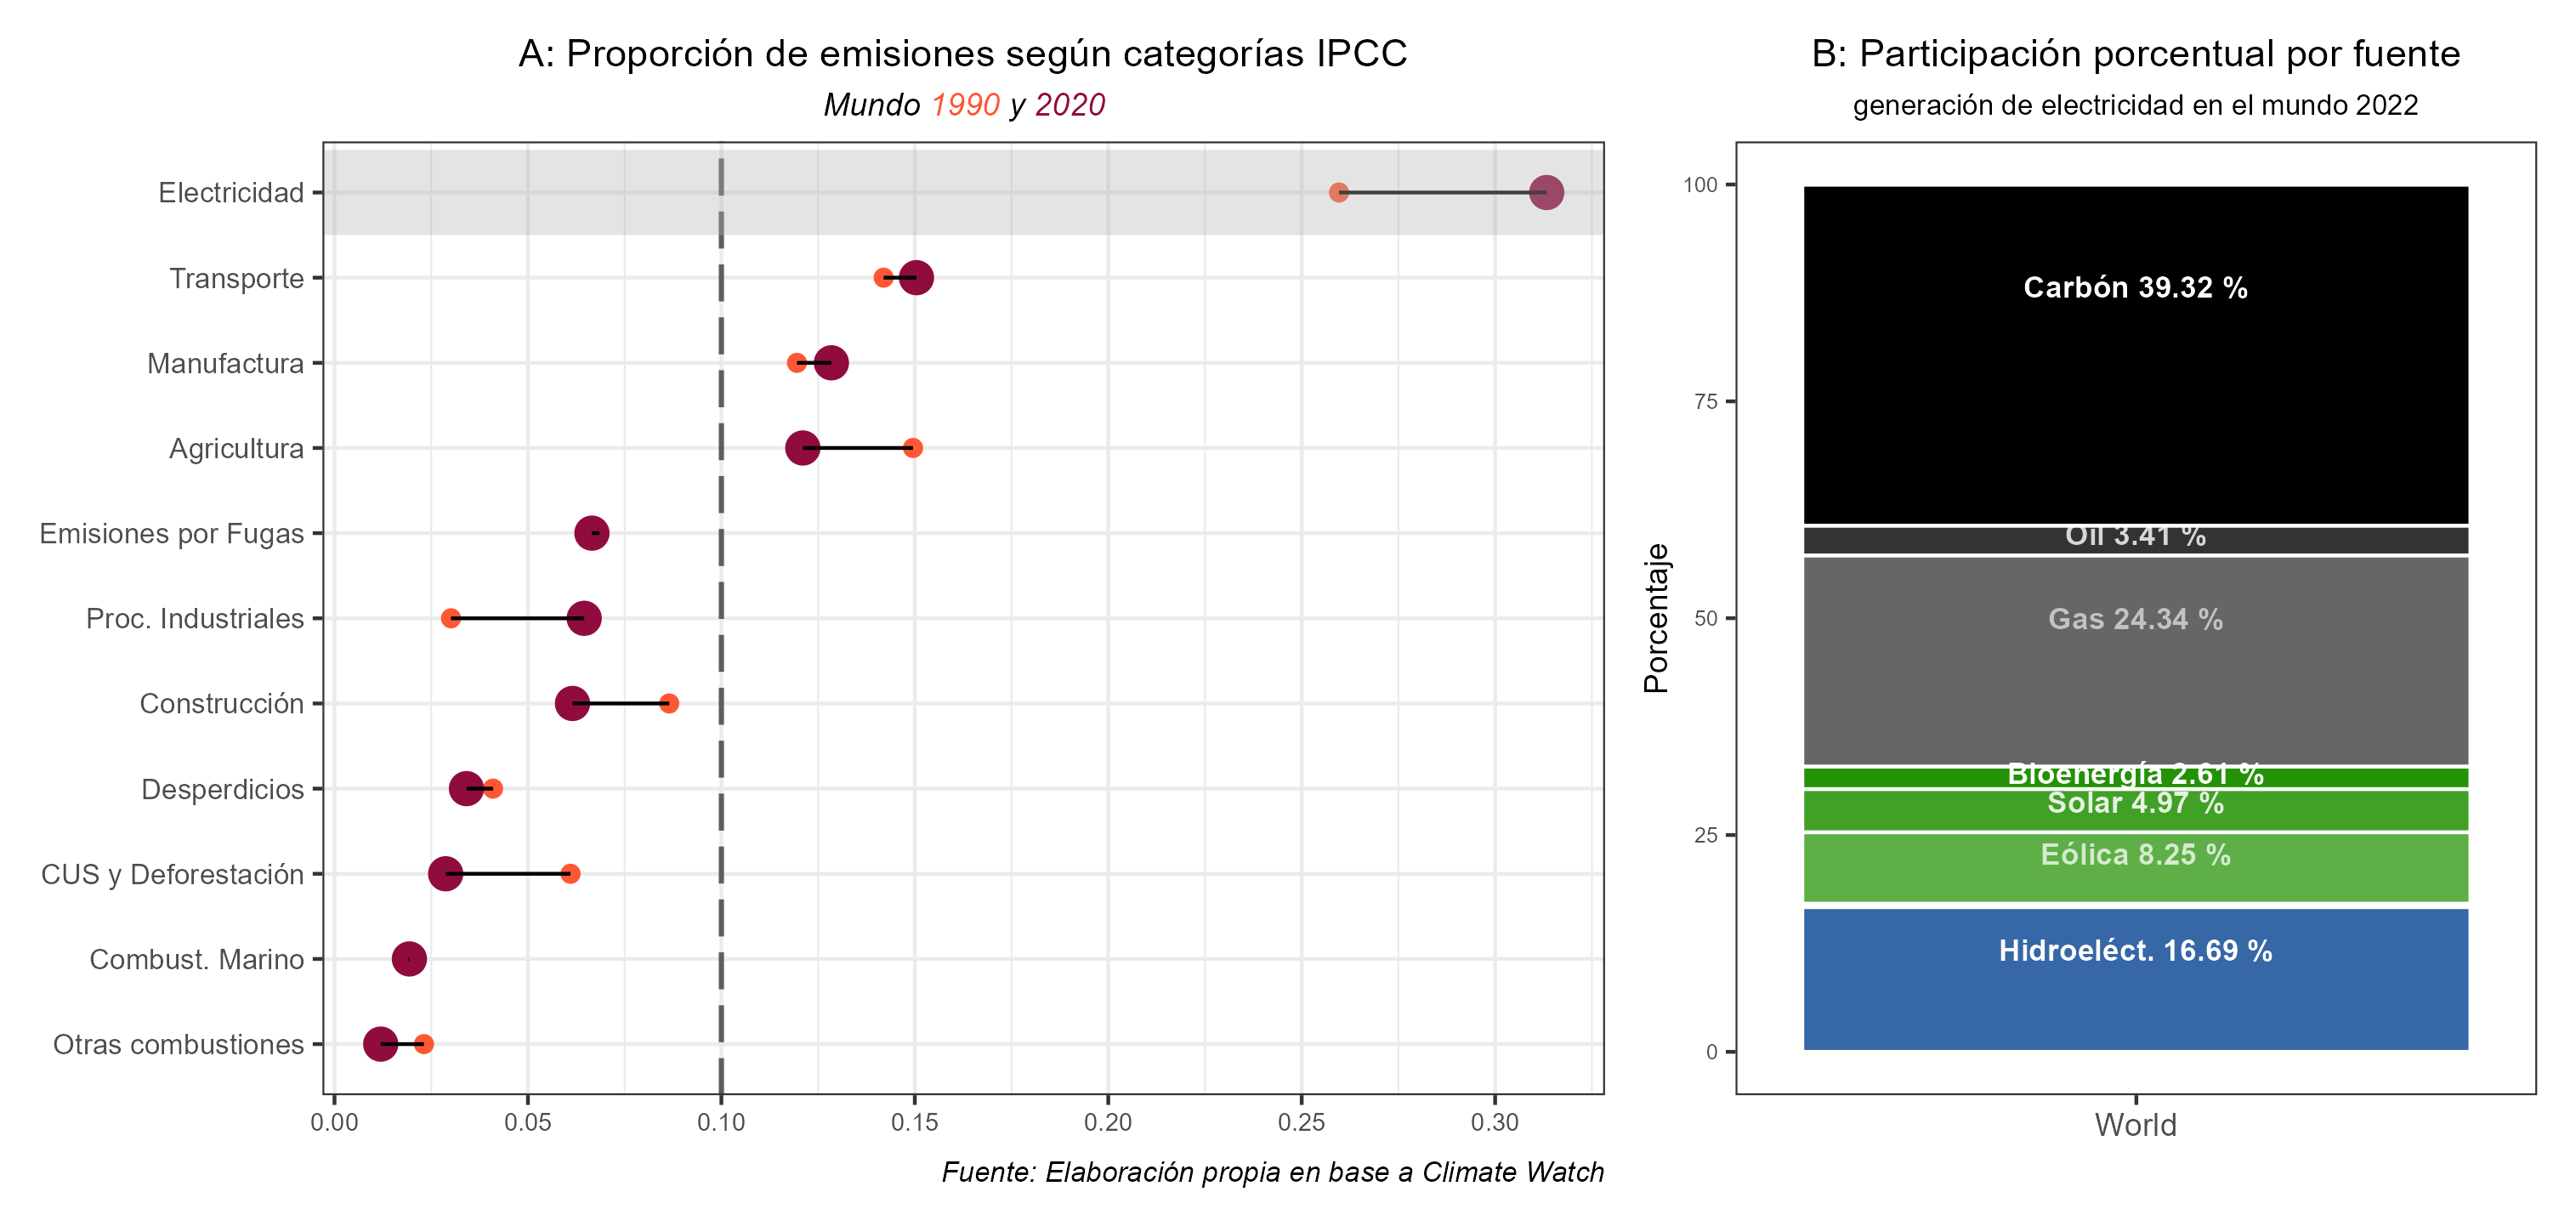 A: Proporción de emisiones según categorías IPCC
Mundo 1990 y 2020
Electricidad
Transporte
Manufactura
Agricultura
Emisiones por Fugas
Proc. Industriales
Construcción
Desperdicios
CUS y Deforestación
Combust. Marino
Otras combustiones
0.00 0.05 0.10 0.15 0.20 0.25 0.30
Fuente: Elaboración propia en base a Climate Watch
B: Participación porcentual por fuente
generación de electricidad en el mundo 2022
Porcentaje
100
75
50
25
0
Carbón 39.32 %
Oil 3.41 %
Gas 24.34 %
Bioenergía 2.61 %
Solar 4.97 %
Eólica 8.25 %
Hidroeléct. 16.69 %
World